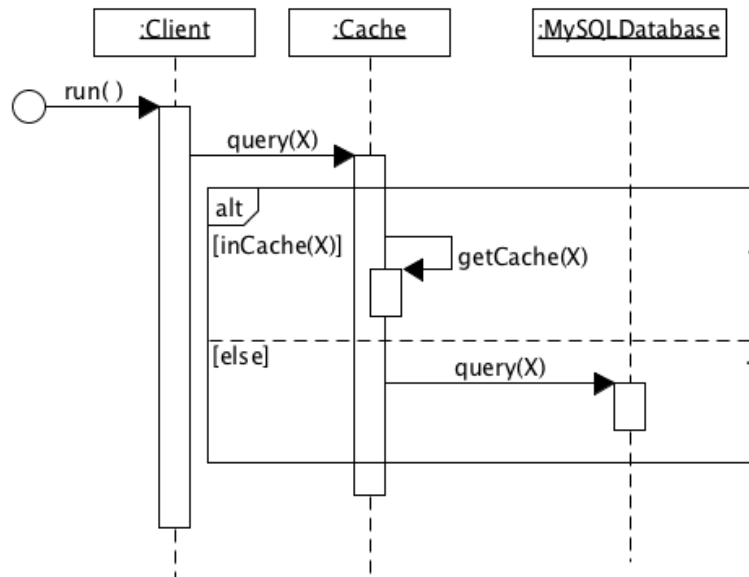 :Client
:Cache
:MySQLDatabase
run( )
query(X)
alt
[inCache(X)]
getCache(X)
[else]
query(X)